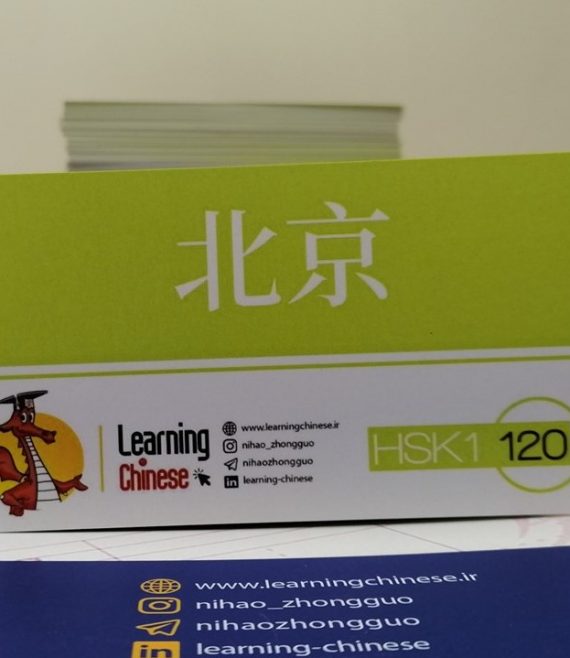 北京
Learning
Chinese
www.learningchinese.ir
nihao_zhongguo
nihaozhongguo
learning-chinese
HSK1 120
www.learningchinese.ir
nihao_zhongguo
nihaozhongguo
learning-chinese